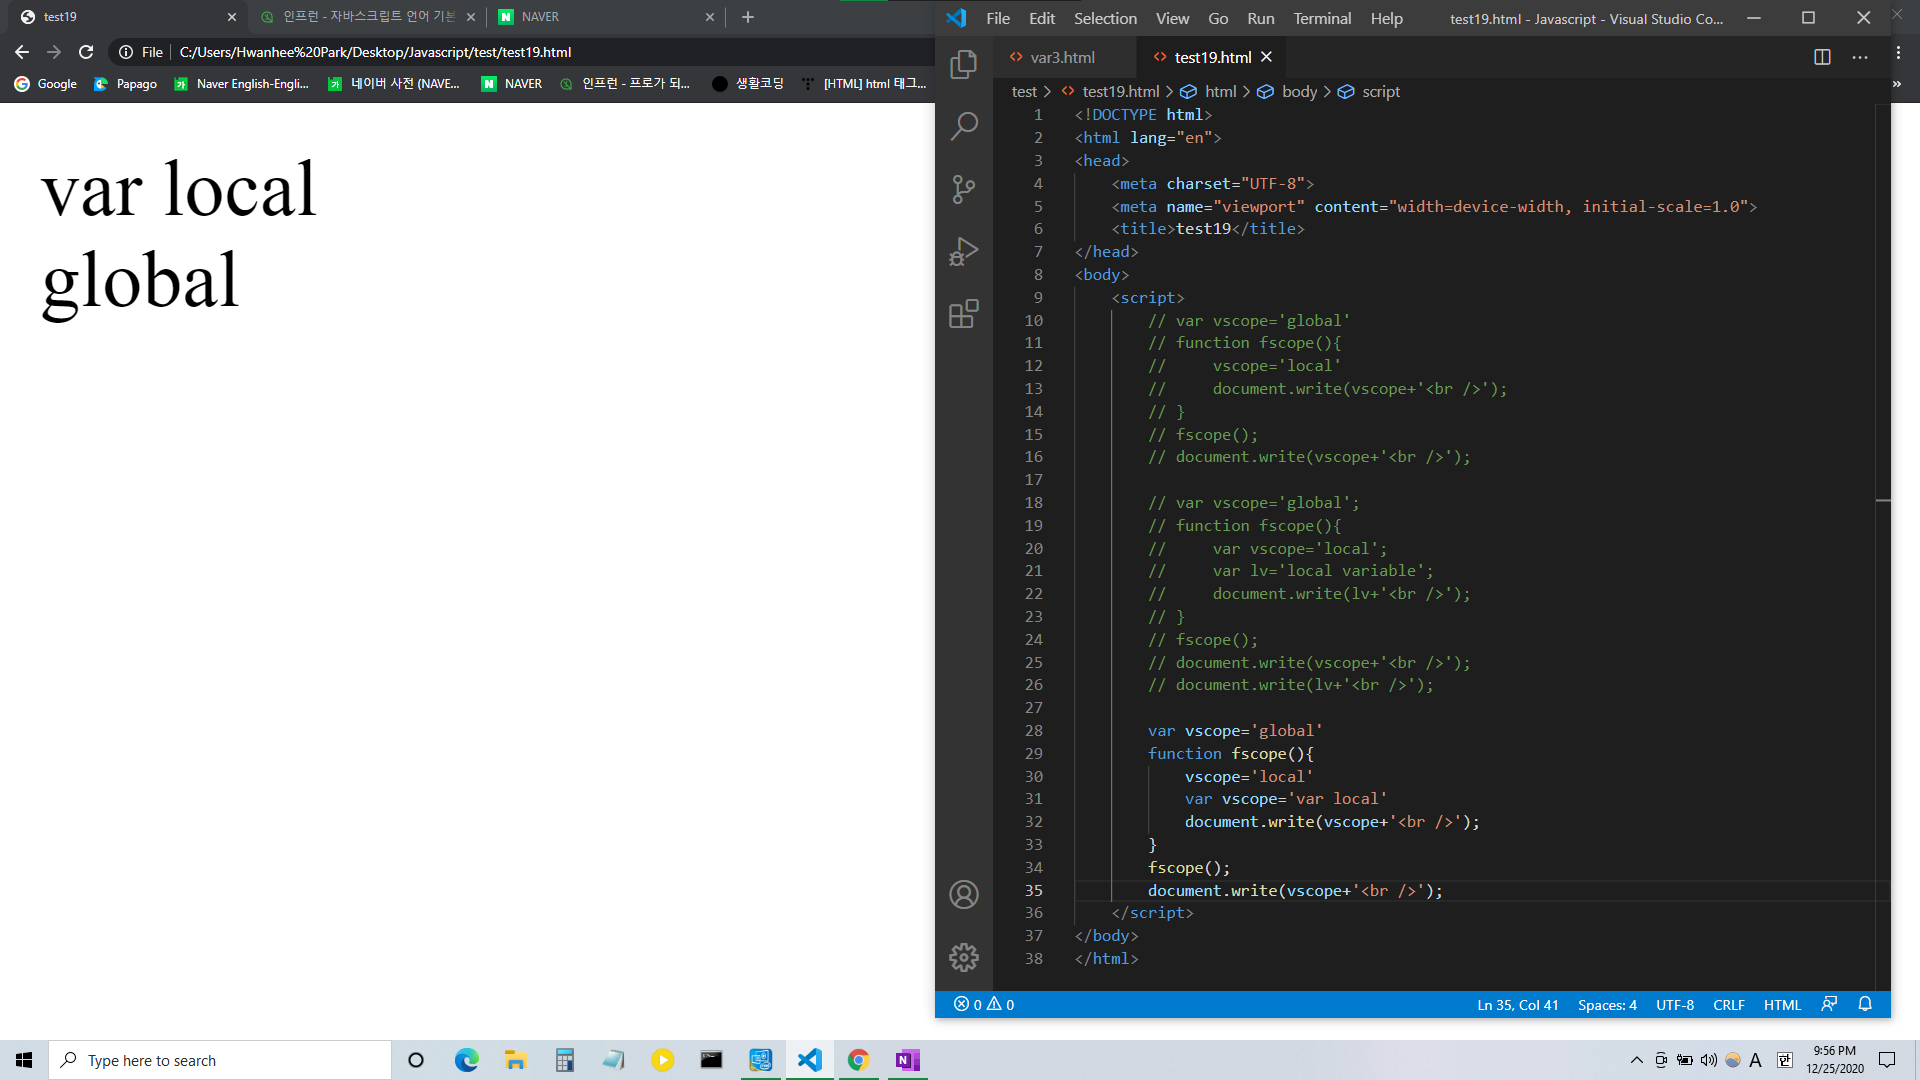 test19
인프런 - 자바스크립트 언어 기본
NAVER
File
C:/Users/Hwanhee%20Park/Desktop/Javascript/test/test19.html
Google
Papago
Naver English-Engli...
네이버 사전 (NAVE...
NAVER
인프런 - 프로가 되...
생활코딩
[HTML] html 태그...
var local
global
File Edit Selection View Go Run Terminal Help
test19.html - Javascript - Visual Studio Co...
var3.html
test19.html
test > test19.html > html > body > script
1 <!DOCTYPE html>
2 <html lang="en">
3 <head>
4 <meta charset="UTF-8">
5 <meta name="viewport" content="width=device-width, initial-scale=1.0">
6 <title>test19</title>
7 </head>
8 <body>
9 <script>
10 // var vscope='global'
11 // function fscope(){
12 // vscope='local'
13 // document.write(vscope+'<br />');
14 // }
15 // fscope();
16 // document.write(vscope+'<br />');
17
18 // var vscope='global';
19 // function fscope(){
20 // var vscope='local';
21 // var lv='local variable';
22 // document.write(lv+'<br />');
23 // }
24 // fscope();
25 // document.write(vscope+'<br />');
26 // document.write(lv+'<br />');
27
28 var vscope='global'
29 function fscope(){
30 vscope='local'
31 var vscope='var local'
32 document.write(vscope+'<br />');
33 }
34 fscope();
35 document.write(vscope+'<br />');
36 </script>
37 </body>
38 </html>
0 0
Ln 35, Col 41
Spaces: 4
UTF-8
CRLF
HTML
Type here to search
A
한
9:56 PM
12/25/2020